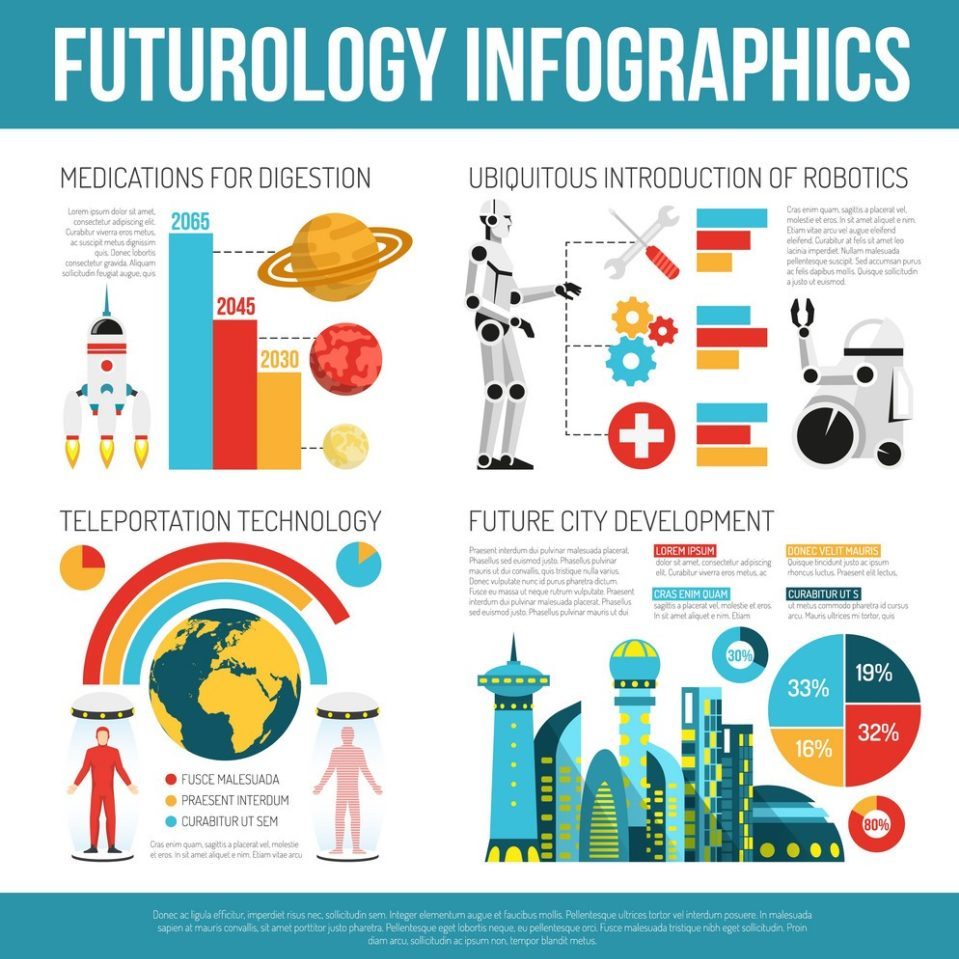 FUTUROLOGY INFOGRAPHICS
MEDICATIONS FOR DIGESTION
Lorem ipsum dolor sit amet,
consectetur adipiscing elit.
Curabitur viverra eros metus,
ac suscipit metus dignissim
quis. Donec lobortis
consectetur gravida. Aliquam
sollicitudin feugiat augue, quis
2065
2045
2030
UBIQUITOUS INTRODUCTION OF ROBOTICS
Cras enim quam, sagittis a placerat vel,
molestie et eros. In sit amet aliquet ex.
Etiam vitae arcu vel augue eleifend
eleifend. Curabitur at felis sit amet leo
lacinia imperdiet. Nullam malesuada
pellentesque suscipit. Sed accumsan purus
ac felis dapibus mollis. Quisque sollicitudin
a justo et euismod.
TELEPORTATION TECHNOLOGY
FUSCE MALESUADA
PRAESENT INTERDUM
CURABITUR UT SEM
Cras enim quam, sagittis a placerat vel, molestie
et eros. In sit amet aliquet e nim. Etiam vitae arcu
FUTURE CITY DEVELOPMENT
Praesent interdum dui pulvinar malesuada placerat.
Phasellus sed euismod justo. Phasellus dui pulvinar
mauris ut dui convallis, quis tristique nulla varius.
Donec vulputate nunc id purus pharetra-dictum.
Fusce eu massa ut neque euismod vulputate.
Praesent interdum dui pulvinar malesuada placerat.
Phasellus sed euismod justo. Phasellus mauris ut dui
LOREM IPSUM
dolor sit amet, consectetur adipiscing
elit. Curabitur viverra eros metus, ac
DONEC VELIT MAURIS
Quisque tincidunt justo ac ipsum
rhoncus luctus. Praesent elit lectus,
CRAS ENIM QUAM
sagittis a placerat vel, molestie et eros.
In sit amet aliquet e nim. Etiam
CURABITUR UT S
ut metus commodo pharetra id cursus
arcu. Mauris ultricies mi tortor, quis
30%
33%
19%
16%
32%
80%
Donec ac ligula efficitur, imperdiet risus nec, sollicitudin sem. Integer elementum augue et faucibus mollis. Pellentesque ultrices tortor vel interdum posuere. In malesuada
sapien at mauris convallis, sit amet porttitor justo pharetra. Pellentesque eget lobortis neque, eu pellentesque orci. Fusce malesuada tristique nibh eget sollicitudin. Proin
diam arcu, sollicitudin ac ipsum non, tempor blandit metus.